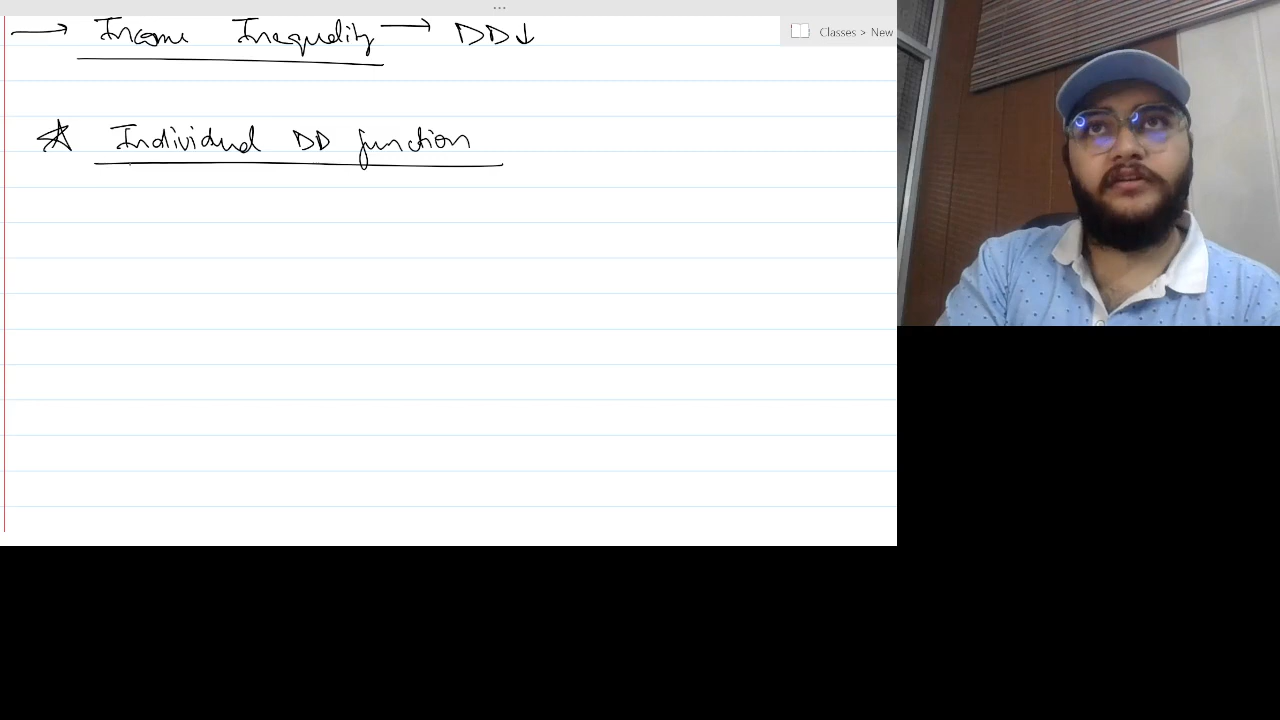 → Income Inequality → DD↓
Classes > New
☆ Individual DD function